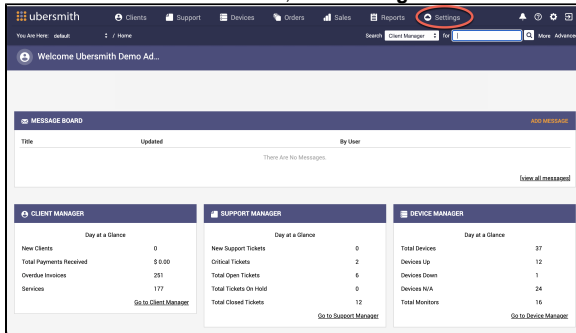 ubersmith Clients Support Devices Orders Sales Reports Settings
You Are Here: default / Home Search Client Manager for More Advance
Welcome Ubersmith Demo Ad...
MESSAGE BOARD ADD MESSAGE
Title Updated By User
There Are No Messages.
[view all messages]
CLIENT MANAGER
Day at a Glance
New Clients 0
Total Payments Received $ 0.00
Overdue Invoices 251
Services 177
Go to Client Manager
SUPPORT MANAGER
Day at a Glance
New Support Tickets 0
Critical Tickets 2
Total Open Tickets 6
Total Tickets On Hold 0
Total Closed Tickets 12
Go to Support Manager
DEVICE MANAGER
Day at a Glance
Total Devices 37
Devices Up 12
Devices Down 1
Devices N/A 24
Total Monitors 16
Go to Device Manager